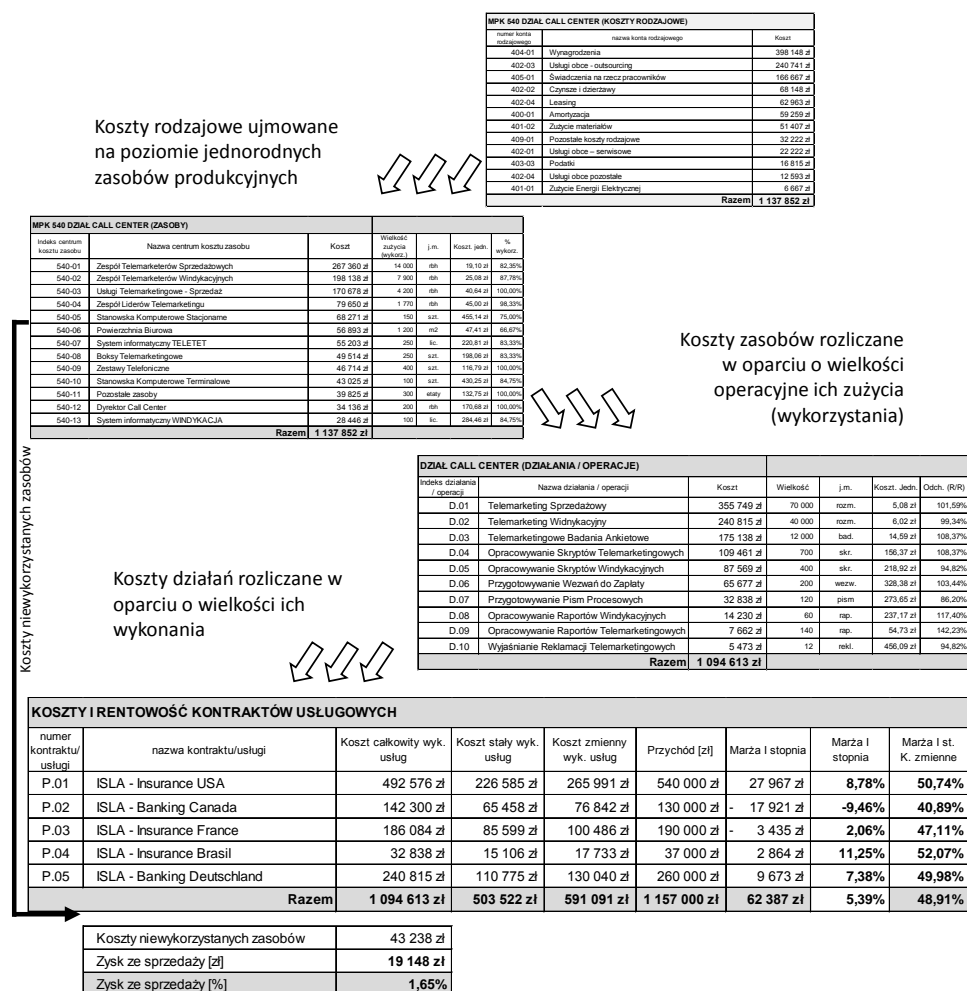 MPK 540 DZIAŁ CALL CENTER (KOSZTY RODZAJOWE)
numer konta rodzajowego nazwa konta rodzajowego Koszt
404-01 Wynagrodzenia 398 148 zł
402-03 Usługi obce - outsourcing 240 741 zł
405-01 Świadczenia na rzecz pracowników 166 667 zł
402-02 Czynsze i dzierżawy 68 148 zł
402-04 Leasing 62 963 zł
400-01 Amortyzacja 59 259 zł
401-02 Zużycie materiałów 51 407 zł
409-01 Pozostałe koszty rodzajowe 32 222 zł
402-01 Usługi obce – serwisowe 22 222 zł
403-03 Podatki 16 815 zł
402-04 Usługi obce pozostałe 12 593 zł
401-01 Zużycie Energii Elektrycznej 6 667 zł
Razem 1 137 852 zł
Koszty rodzajowe ujmowane
na poziomie jednorodnych
zasobów produkcyjnych
MPK 540 DZIAŁ CALL CENTER (ZASOBY)
Indeks centrum kosztu zasobu Nazwa centrum kosztu zasobu Koszt Wielkość zużycia (wykorz.) j.m. Koszt. jedn. % wykorz.
540-01 Zespół Telemarketerów Sprzedażowych 267 360 zł 14 000 rbh 19,10 zł 82,35%
540-02 Zespół Telemarketerów Windykacyjnych 198 138 zł 7 900 rbh 25,08 zł 87,78%
540-03 Usługi Telemarketingowe - Sprzedaż 170 678 zł 4 200 rbh 40,64 zł 100,00%
540-04 Zespół Liderów Telemarketingu 79 650 zł 1 770 rbh 45,00 zł 98,33%
540-05 Stanowska Komputerowe Stacjonarne 68 271 zł 150 szt. 455,14 zł 75,00%
540-06 Powierzchnia Biurowa 56 893 zł 1 200 m2 47,41 zł 66,67%
540-07 System informatyczny TELETET 55 203 zł 250 lic. 220,81 zł 83,33%
540-08 Boksy Telemarketingowe 49 514 zł 250 szt. 198,06 zł 83,33%
540-09 Zestawy Telefoniczne 46 714 zł 400 szt. 116,79 zł 100,00%
540-10 Stanowska Komputerowe Terminalowe 43 025 zł 100 szt. 430,25 zł 84,75%
540-11 Pozostałe zasoby 39 825 zł 300 etaty 132,75 zł 100,00%
540-12 Dyrektor Call Center 34 136 zł 200 rbh 170,68 zł 100,00%
540-13 System informatyczny WINDYKACJA 28 446 zł 100 lic. 284,46 zł 84,75%
Razem 1 137 852 zł
Koszty zasobów rozliczane
w oparciu o wielkości
operacyjne ich zużycia
(wykorzystania)
Koszty niewykorzystanych zasobów
DZIAŁ CALL CENTER (DZIAŁANIA / OPERACJE)
Indeks działania / operacji Nazwa działania / operacji Koszt Wielkość j.m. Koszt. Jedn. Odch. (R/R)
D.01 Telemarketing Sprzedażowy 355 749 zł 70 000 rozm. 5,08 zł 101,59%
D.02 Telemarketing Widnykacyjny 240 815 zł 40 000 rozm. 6,02 zł 99,34%
D.03 Telemarketingowe Badania Ankietowe 175 138 zł 12 000 bad. 14,59 zł 108,37%
D.04 Opracowywanie Skryptów Telemarketingowych 109 461 zł 700 skr. 156,37 zł 108,37%
D.05 Opracowywanie Skryptów Windykacyjnych 87 569 zł 400 skr. 218,92 zł 94,82%
D.06 Przygotowywanie Wezwań do Zapłaty 65 677 zł 200 wezw. 328,38 zł 103,44%
D.07 Przygotowywanie Pism Procesowych 32 838 zł 120 pism 273,65 zł 86,20%
D.08 Opracowywanie Raportów Windykacyjnych 14 230 zł 60 rap. 237,17 zł 117,40%
D.09 Opracowywanie Raportów Telemarketingowych 7 662 zł 140 rap. 54,73 zł 142,23%
D.10 Wyjaśnianie Reklamacji Telemarketingowych 5 473 zł 12 rekl. 456,09 zł 94,82%
Razem 1 094 613 zł
Koszty działań rozliczane w
oparciu o wielkości ich
wykonania
KOSZTY I RENTOWOŚĆ KONTRAKTÓW USŁUGOWYCH
numer kontraktu/ usługi nazwa kontraktu/usługi Koszt całkowity wyk. usług Koszt stały wyk. usług Koszt zmienny wyk. usług Przychód [zł] Marża I stopnia Marża I stopnia Marża I st. K. zmienne
P.01 ISLA - Insurance USA 492 576 zł 226 585 zł 265 991 zł 540 000 zł 27 967 zł 8,78% 50,74%
P.02 ISLA - Banking Canada 142 300 zł 65 458 zł 76 842 zł 130 000 zł - 17 921 zł -9,46% 40,89%
P.03 ISLA - Insurance France 186 084 zł 85 599 zł 100 486 zł 190 000 zł - 3 435 zł 2,06% 47,11%
P.04 ISLA - Insurance Brasil 32 838 zł 15 106 zł 17 733 zł 37 000 zł 2 864 zł 11,25% 52,07%
P.05 ISLA - Banking Deutschland 240 815 zł 110 775 zł 130 040 zł 260 000 zł 9 673 zł 7,38% 49,98%
Razem 1 094 613 zł 503 522 zł 591 091 zł 1 157 000 zł 62 387 zł 5,39% 48,91%
Koszty niewykorzystanych zasobów 43 238 zł
Zysk ze sprzedaży [zł] 19 148 zł
Zysk ze sprzedaży [%] 1,65%